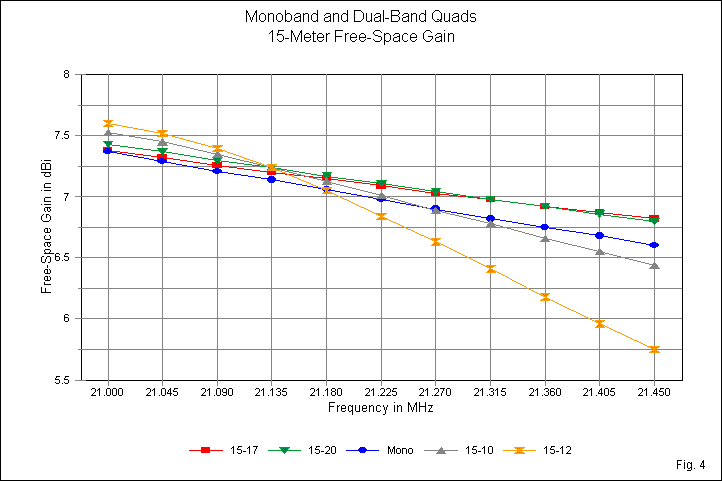 Monoband and Dual-Band Quads
15-Meter Free-Space Gain
Free-Space Gain in dBi
8
7.5
7
6.5
6
5.5
21.000 21.045 21.090 21.135 21.180 21.225 21.270 21.315 21.360 21.405 21.450
Frequency in MHz
15-17 15-20 Mono 15-10 15-12
Fig. 4